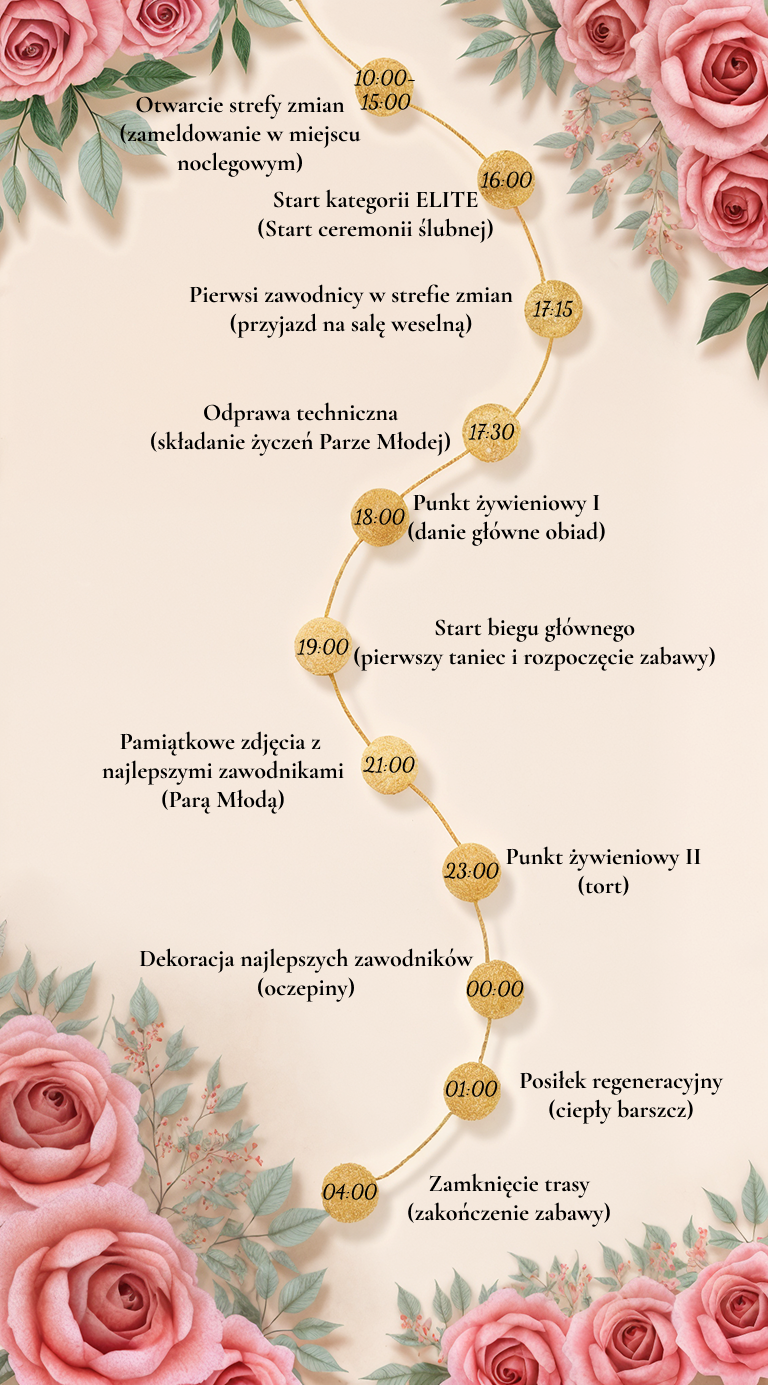 10:00-
15:00
Otwarcie strefy zmian
(zameldowanie w miejscu
noclegowym)
16:00
Start kategorii ELITE
(Start ceremonii ślubnej)
Pierwsi zawodnicy w strefie zmian
(przyjazd na salę weselną)
17:15
Odprawa techniczna
(składanie życzeń Parze Młodej)
17:30
18:00
Punkt żywieniowy I
(danie główne obiad)
19:00
Start biegu głównego
(pierwszy taniec i rozpoczęcie zabawy)
Pamiątkowe zdjęcia z
najlepszymi zawodnikami
(Parą Młodą)
21:00
23:00
Punkt żywieniowy II
(tort)
Dekoracja najlepszych zawodników
(oczepiny)
00:00
01:00
Posiłek regeneracyjny
(ciepły barszcz)
04:00
Zamknięcie trasy
(zakończenie zabawy)